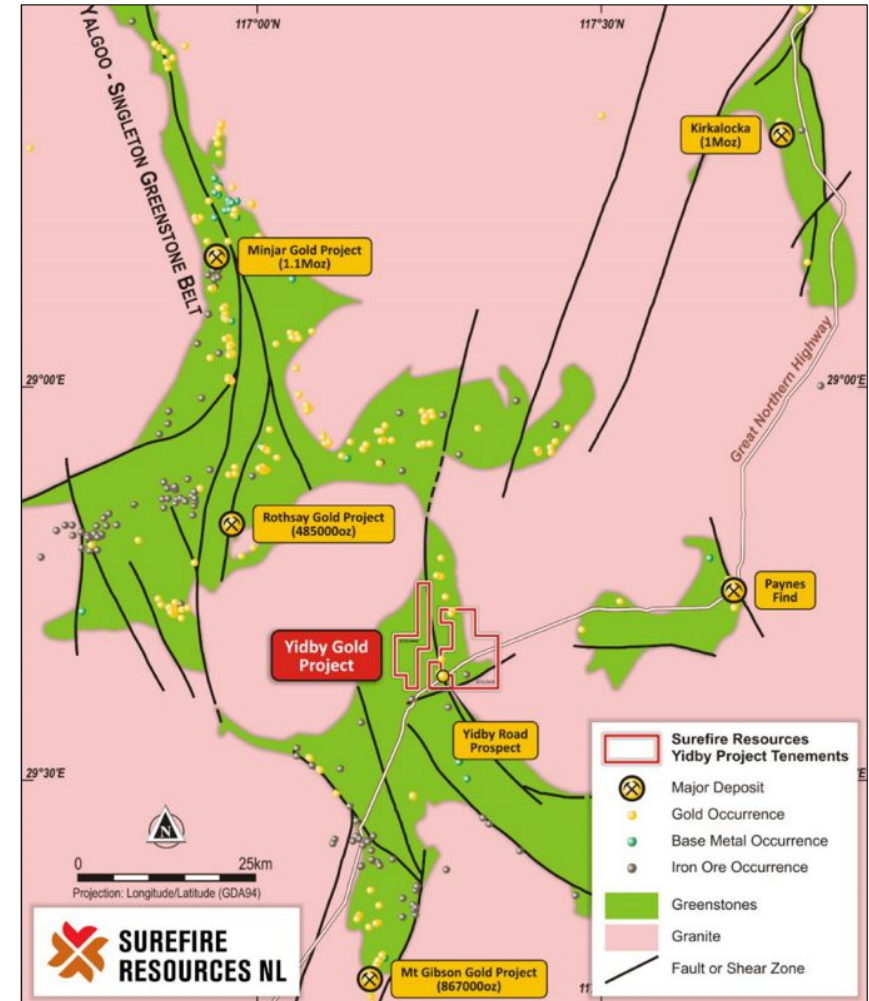 117°00'N
117°30'N
YALGOO - SINGLETON GREENSTONE BELT
Kirkalocka
(1Moz)
Minjar Gold Project
(1.1Moz)
29°00'E
29°00'E
Great Northern Highway
Rothsay Gold Project
(485000oz)
Paynes
Find
Yidby Gold
Project
Yidby Road
Prospect
29°30'E
N
0
25km
Projection: Longitude/Latitude (GDA94)
Surefire Resources
Yidby Project Tenements
Major Deposit
Gold Occurrence
Base Metal Occurrence
Iron Ore Occurrence
Greenstones
Granite
Fault or Shear Zone
SUREFIRE
RESOURCES NL
Mt Gibson Gold Project
(867000oz)